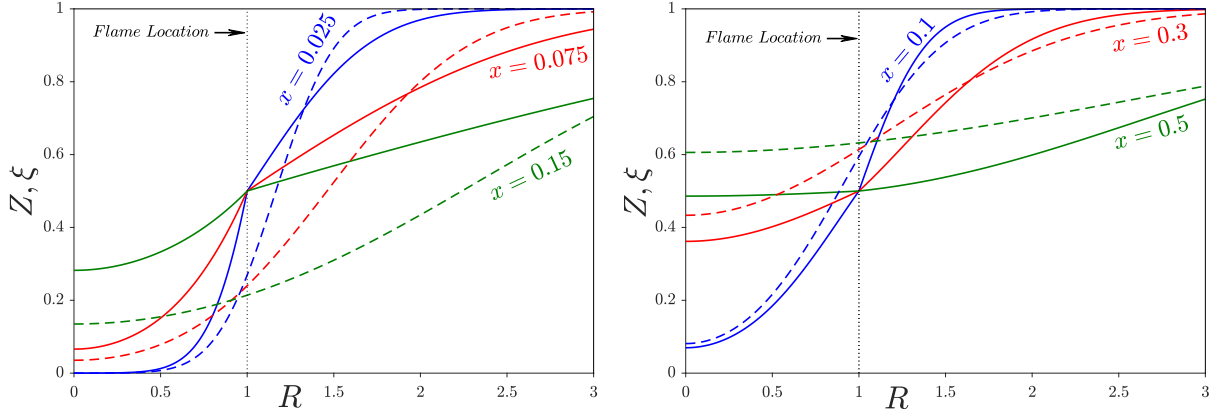 1
0.8
0.6
0.4
0.2
0
Z, ξ
Flame Location
x = 0.025
x = 0.075
x = 0.15
0
0.5
1
1.5
2
2.5
3
R
1
0.8
0.6
0.4
0.2
0
Z, ξ
Flame Location
x = 0.1
x = 0.3
x = 0.5
0
0.5
1
1.5
2
2.5
3
R